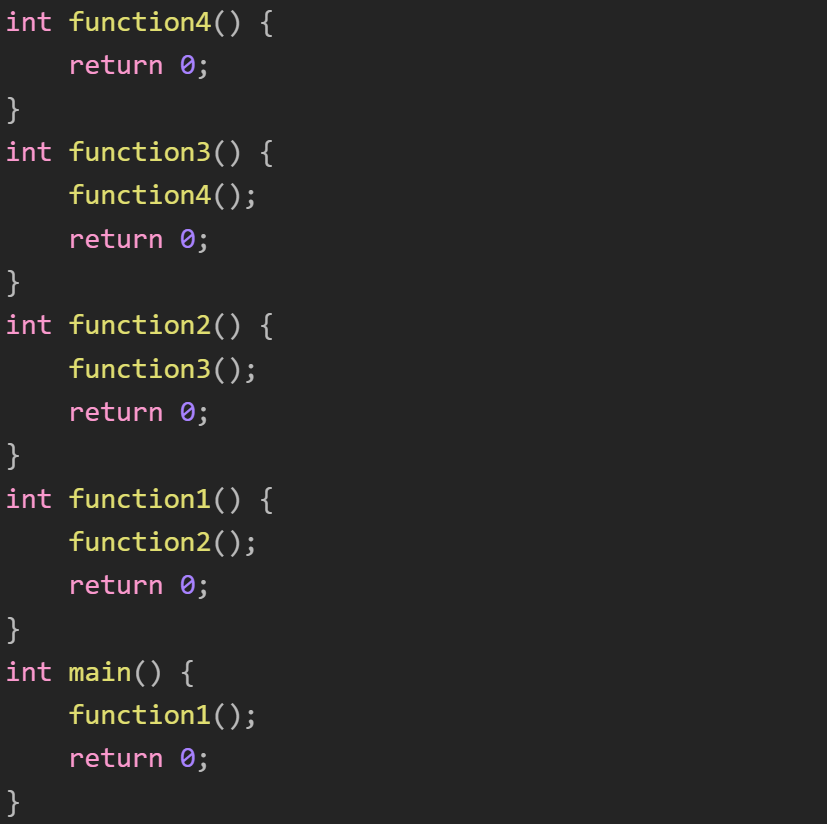 int function4() {
    return 0;
}
int function3() {
    function4();
    return 0;
}
int function2() {
    function3();
    return 0;
}
int function1() {
    function2();
    return 0;
}
int main() {
    function1();
    return 0;
}